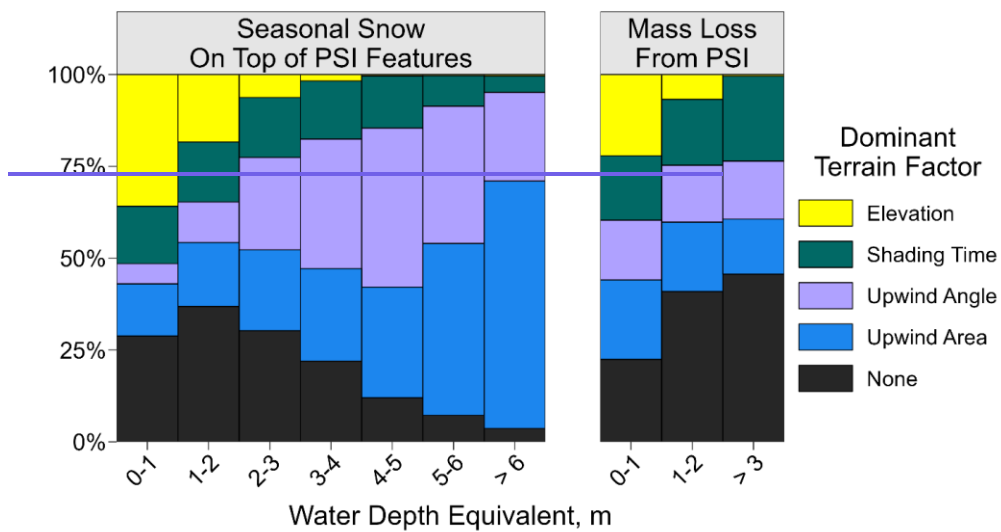 Seasonal Snow
On Top of PSI Features
Mass Loss
From PSI
100%
75%
50%
25%
0%
0-1
1-2
2-3
3-4
4-5
5-6
> 6
0-1
1-2
> 3
Water Depth Equivalent, m
Dominant
Terrain Factor
Elevation
Shading Time
Upwind Angle
Upwind Area
None